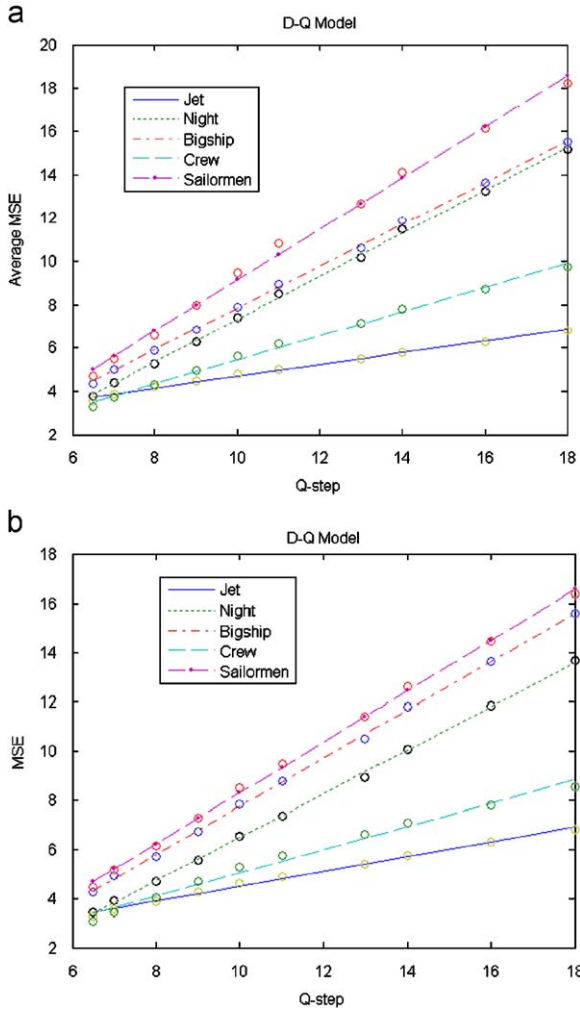 a
D-Q Model
20
18
16
14
12
10
8
6
4
2
Average MSE
Jet
Night
Bigship
Crew
Sailormen
6 8 10 12 14 16 18
Q-step
b
D-Q Model
18
16
14
12
10
8
6
4
2
MSE
Jet
Night
Bigship
Crew
Sailormen
6 8 10 12 14 16 18
Q-step